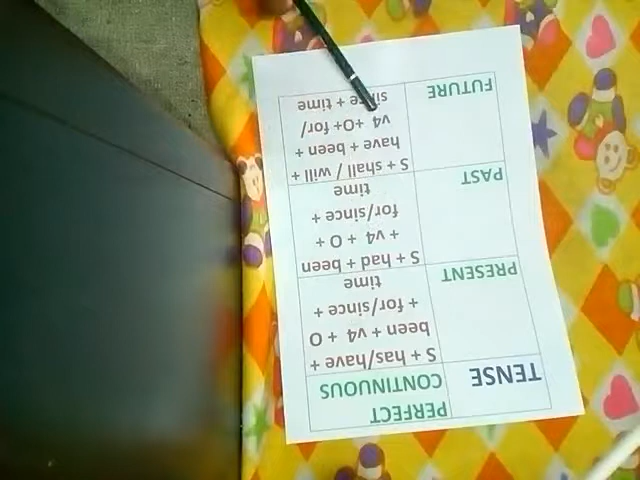 TENSE
PERFECT
CONTINUOUS
PRESENT
S + has/have +
been + v4 + O
+ for/since +
time
PAST
S + had + been
+ v4 + O +
for/since +
time
FUTURE
S + shall / will +
have + been +
v4 +O+ for/
since + time